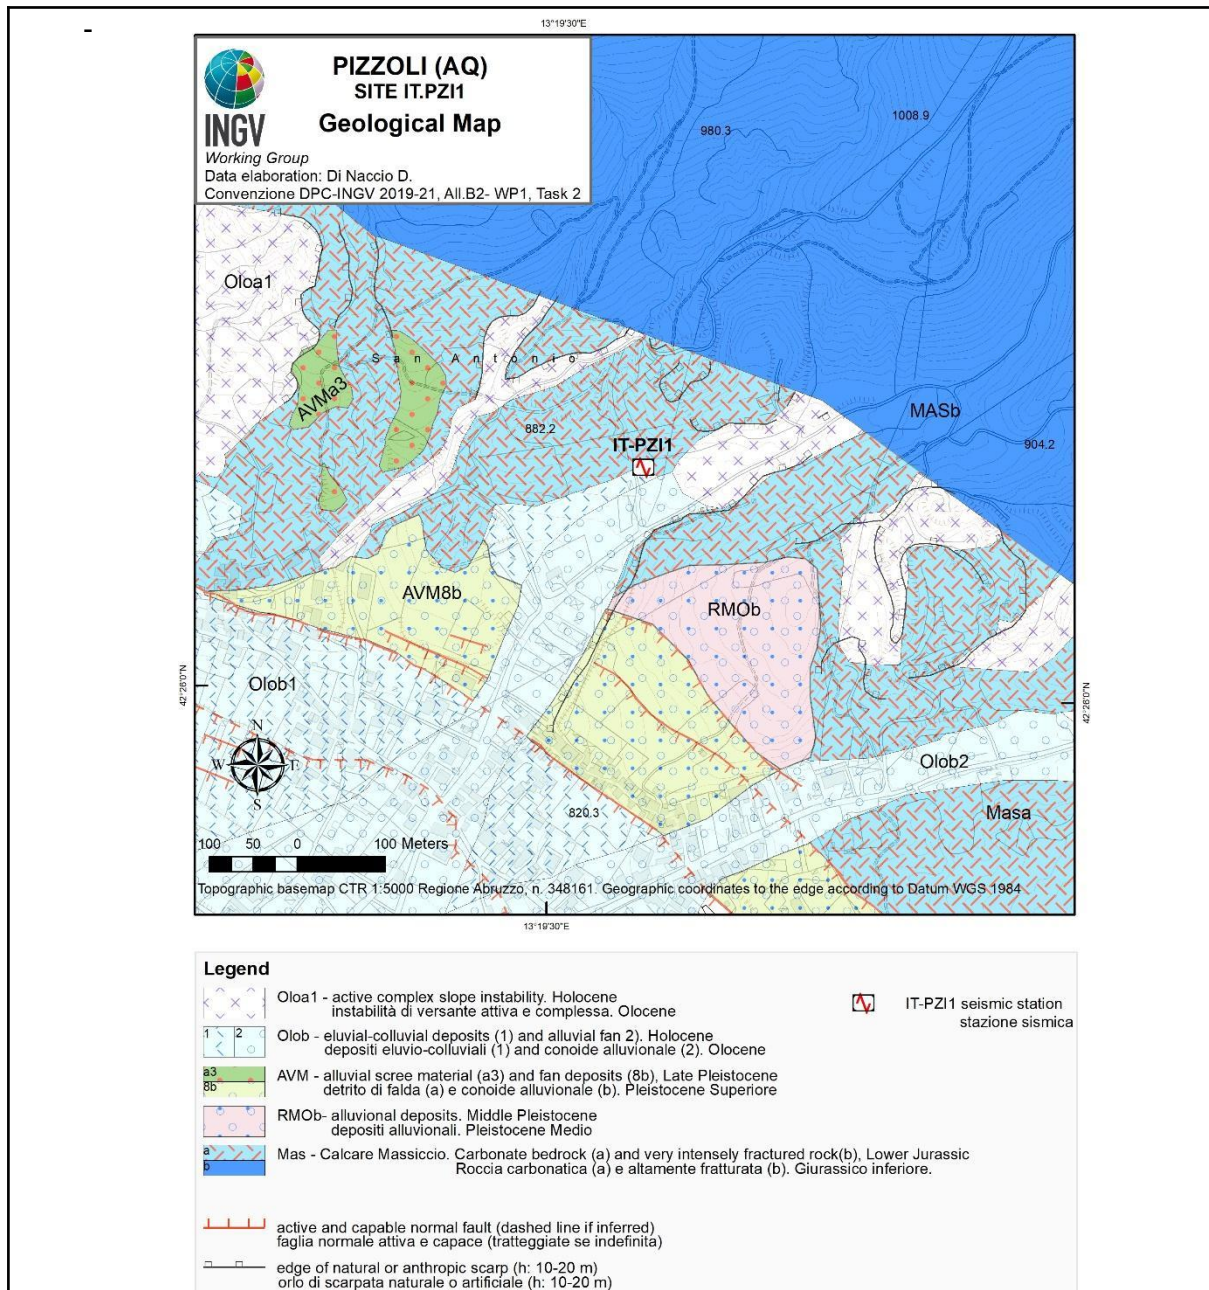 -
13°19'30"E
PIZZOLI (AQ)
SITE IT.PZI1
Geological Map
INGV
Working Group
Data elaboration: Di Naccio D.
Convenzione DPC-INGV 2019-21, All.B2- WP1, Task 2
1008.9
980.3
Oloa1
San Antonio
AVMa3
MASb
882.2
904.2
IT-PZI1
AVM8b
RMOb
42°26'0"N
Olob1
42°26'0"N
N
W E
S
Olob2
820.3
Masa
100 50 0 100 Meters
Topographic basemap CTR 1:5000 Regione Abruzzo, n. 348161. Geographic coordinates to the edge according to Datum WGS 1984
13°19'30"E
Legend
Oloa1 - active complex slope instability. Holocene
instabilità di versante attiva e complessa. Olocene
IT-PZI1 seismic station
stazione sismica
1 2
Olob - eluvial-colluvial deposits (1) and alluvial fan 2). Holocene
depositi eluvio-colluviali (1) and conoide alluvionale (2). Olocene
a3
8b
AVM - alluvial scree material (a3) and fan deposits (8b), Late Pleistocene
detrito di falda (a) e conoide alluvionale (b). Pleistocene Superiore
RMOb- alluvional deposits. Middle Pleistocene
depositi alluvionali. Pleistocene Medio
a
b
Mas - Calcare Massiccio. Carbonate bedrock (a) and very intensely fractured rock(b), Lower Jurassic
Roccia carbonatica (a) e altamente fratturata (b). Giurassico inferiore.
active and capable normal fault (dashed line if inferred)
faglia normale attiva e capace (tratteggiate se indefinita)
edge of natural or anthropic scarp (h: 10-20 m)
orlo di scarpata naturale o artificiale (h: 10-20 m)